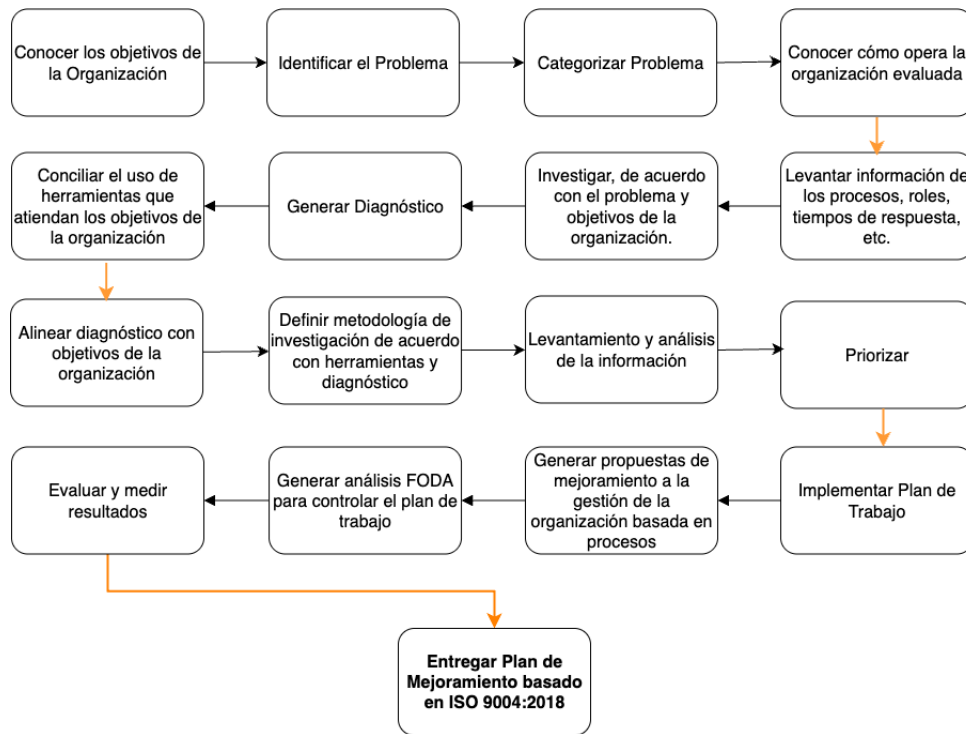 Conocer los objetivos de
la Organización
Identificar el Problema
Categorizar Problema
Conocer cómo opera la
organización evaluada
Conciliar el uso de
herramientas que
atiendan los objetivos de
la organización
Generar Diagnóstico
Investigar, de acuerdo
con el problema y
objetivos de la
organización.
Levantar información de
los procesos, roles,
tiempos de respuesta,
etc.
Alinear diagnóstico con
objetivos de la
organización
Definir metodología de
investigación de acuerdo
con herramientas y
diagnóstico
Levantamiento y análisis
de la información
Priorizar
Evaluar y medir
resultados
Generar análisis FODA
para controlar el plan de
trabajo
Generar propuestas de
mejoramiento a la
gestión de la
organización basada en
procesos
Implementar Plan de
Trabajo
Entregar Plan de
Mejoramiento basado
en ISO 9004:2018